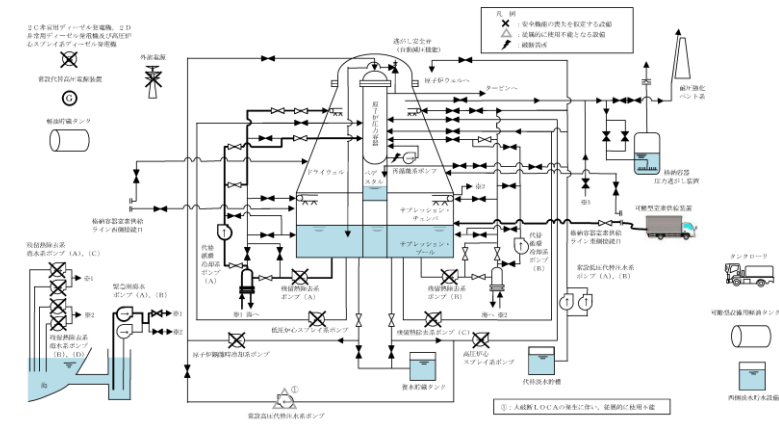 2C非常用ディーゼル発電機、2D
非常用ディーゼル発電機及び高圧炉
心スプレイ系ディーゼル発電機
常設代替高圧電源装置
G
軽油貯蔵タンク
外部電源
逃がし安全弁
(自動減圧機能)
凡 例
:安全機能の喪失を仮定する設備
:従属的に使用不能となる設備
:破断箇所
原子炉ウェルへ
タービンへ
耐圧強化
ベント系
原子炉圧力容器
再循環系ポンプ
ドライウェル
ペデ
スタル
格納容器
圧力逃がし装置
※3
※3
サプレッション・
チェンバ
サプレッション・
プール
可搬型窒素供給装置
格納容器窒素供給
ライン西側接続口
格納容器窒素供給
ライン東側接続口
代替
循環
冷却系
ポンプ
(A)
代替
循環
冷却系
ポンプ
(B)
残留熱除去系
海水系ポンプ(A)、(C)
緊急用海水
ポンプ(A)、(B)
※1
※2
※1
※2
残留熱除去系
海水系ポンプ
(B)、(D)
海
残留熱除去系
ポンプ(A)
残留熱除去系
ポンプ(B)
※1 海へ
海へ ※2
常設低圧代替注水系
ポンプ(A)、(B)
タンクローリ
可搬型設備用軽油タンク
低圧炉心スプレイ系ポンプ
残留熱除去系ポンプ(C)
原子炉隔離時冷却系ポンプ
高圧炉心
スプレイ系ポンプ
復水貯蔵タンク
代替淡水貯槽
西側淡水貯水設備
①
常設高圧代替注水系ポンプ
①:大破断LOCAの発生に伴い、従属的に使用不能